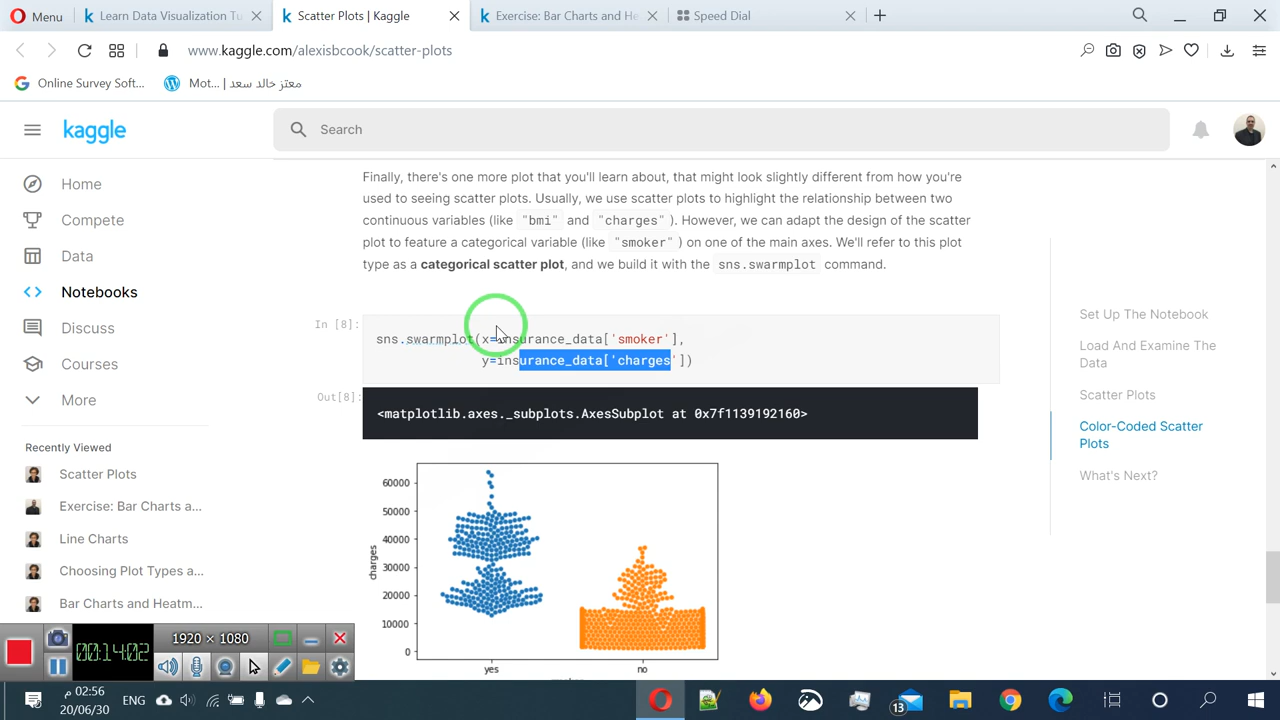 Menu
Learn Data Visualization Tu
Scatter Plots | Kaggle
Exercise: Bar Charts and He
Speed Dial
www.kaggle.com/alexisbcook/scatter-plots
Online Survey Soft...
Mot... | معتز خالد سعد
kaggle
Search
Home
Compete
Data
Notebooks
Discuss
Courses
More
Recently Viewed
Scatter Plots
Exercise: Bar Charts a...
Line Charts
Choosing Plot Types a...
Bar Charts and Heatm...
Finally, there's one more plot that you'll learn about, that might look slightly different from how you're
used to seeing scatter plots. Usually, we use scatter plots to highlight the relationship between two
continuous variables (like "bmi" and "charges"). However, we can adapt the design of the scatter
plot to feature a categorical variable (like "smoker") on one of the main axes. We'll refer to this plot
type as a categorical scatter plot, and we build it with the sns.swarmplot command.
In [8]:
sns.swarmplot(x=insurance_data['smoker'],
y=insurance_data['charges'])
Out[8]:
<matplotlib.axes._subplots.AxesSubplot at 0x7f1139192160>
60000
50000
40000
30000
20000
10000
0
charges
yes
no
Set Up The Notebook
Load And Examine The
Data
Scatter Plots
Color-Coded Scatter
Plots
What's Next?
00:14:02
1920 × 1080
02:56 م
20/06/30
ENG
13